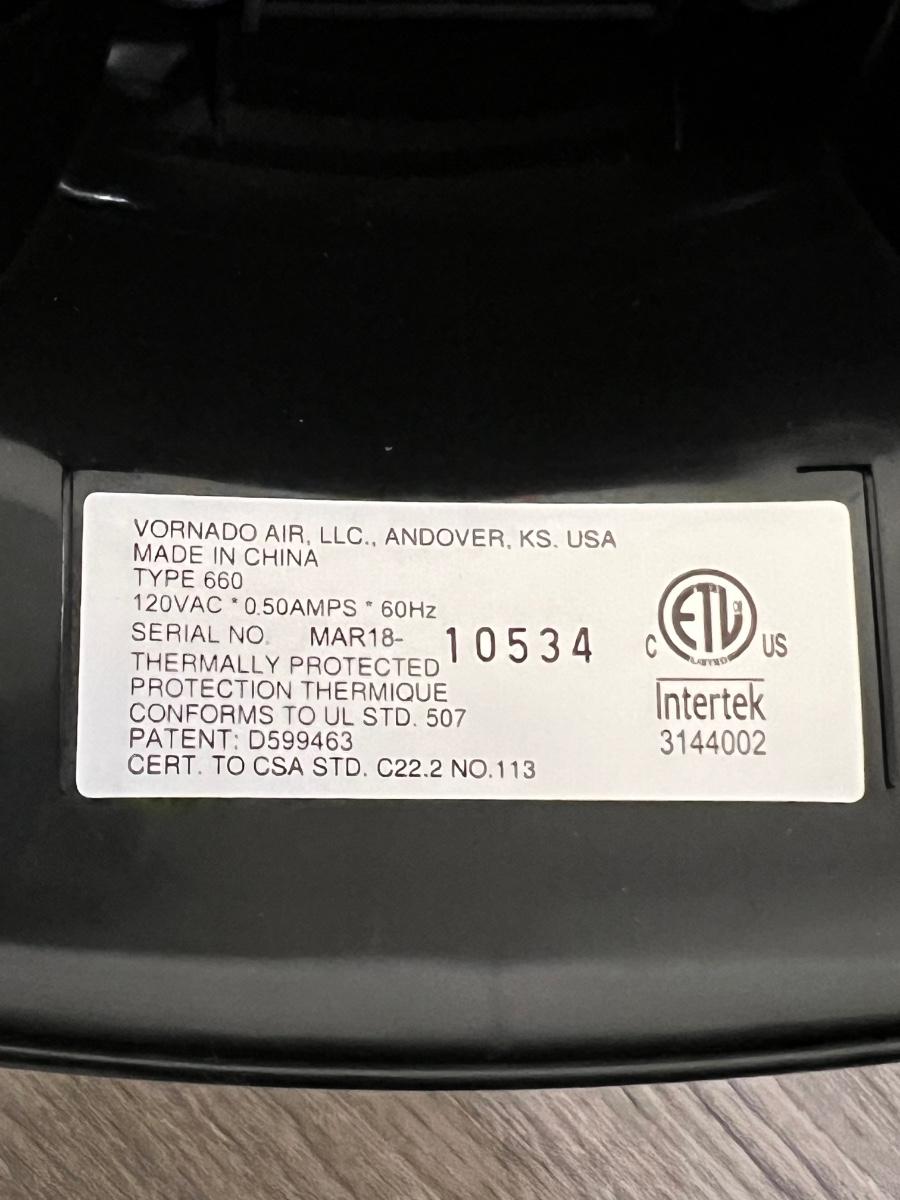 VORNADO AIR, LLC., ANDOVER, KS. USA
MADE IN CHINA
TYPE 660
120VAC * 0.50AMPS * 60Hz
SERIAL NO. MAR18- 10534
THERMALLY PROTECTED
PROTECTION THERMIQUE
CONFORMS TO UL STD. 507
PATENT: D599463
CERT. TO CSA STD. C22.2 NO.113
C ETL US
LISTED
Intertek
3144002